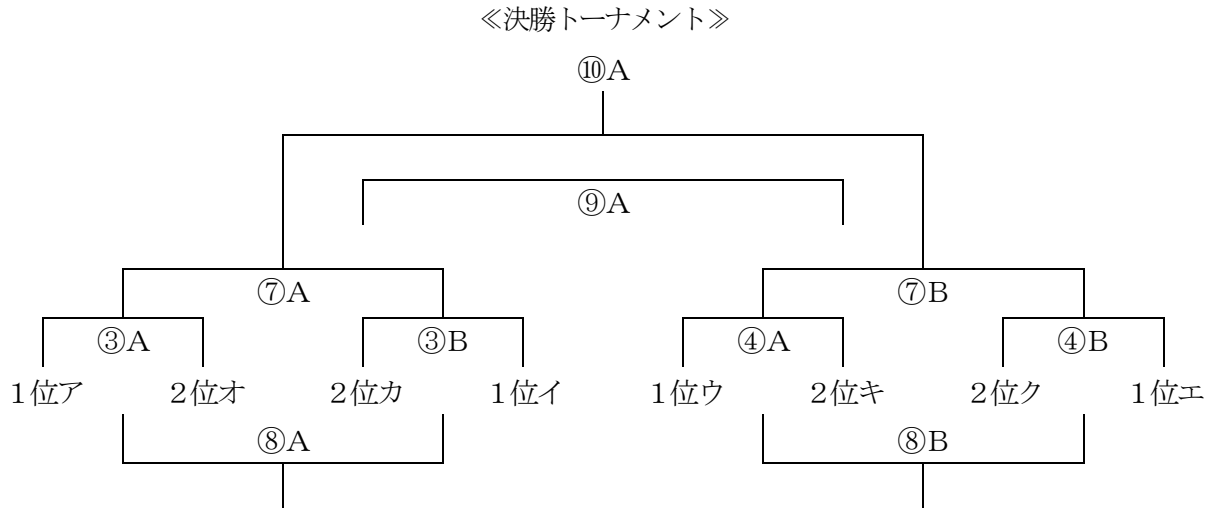 ≪決勝トーナメント≫
⑩A
⑨A
⑦A ⑦B
③A ③B ④A ④B
1位ア 2位オ 2位カ 1位イ 1位ウ 2位キ 2位ク 1位エ
⑧A ⑧B